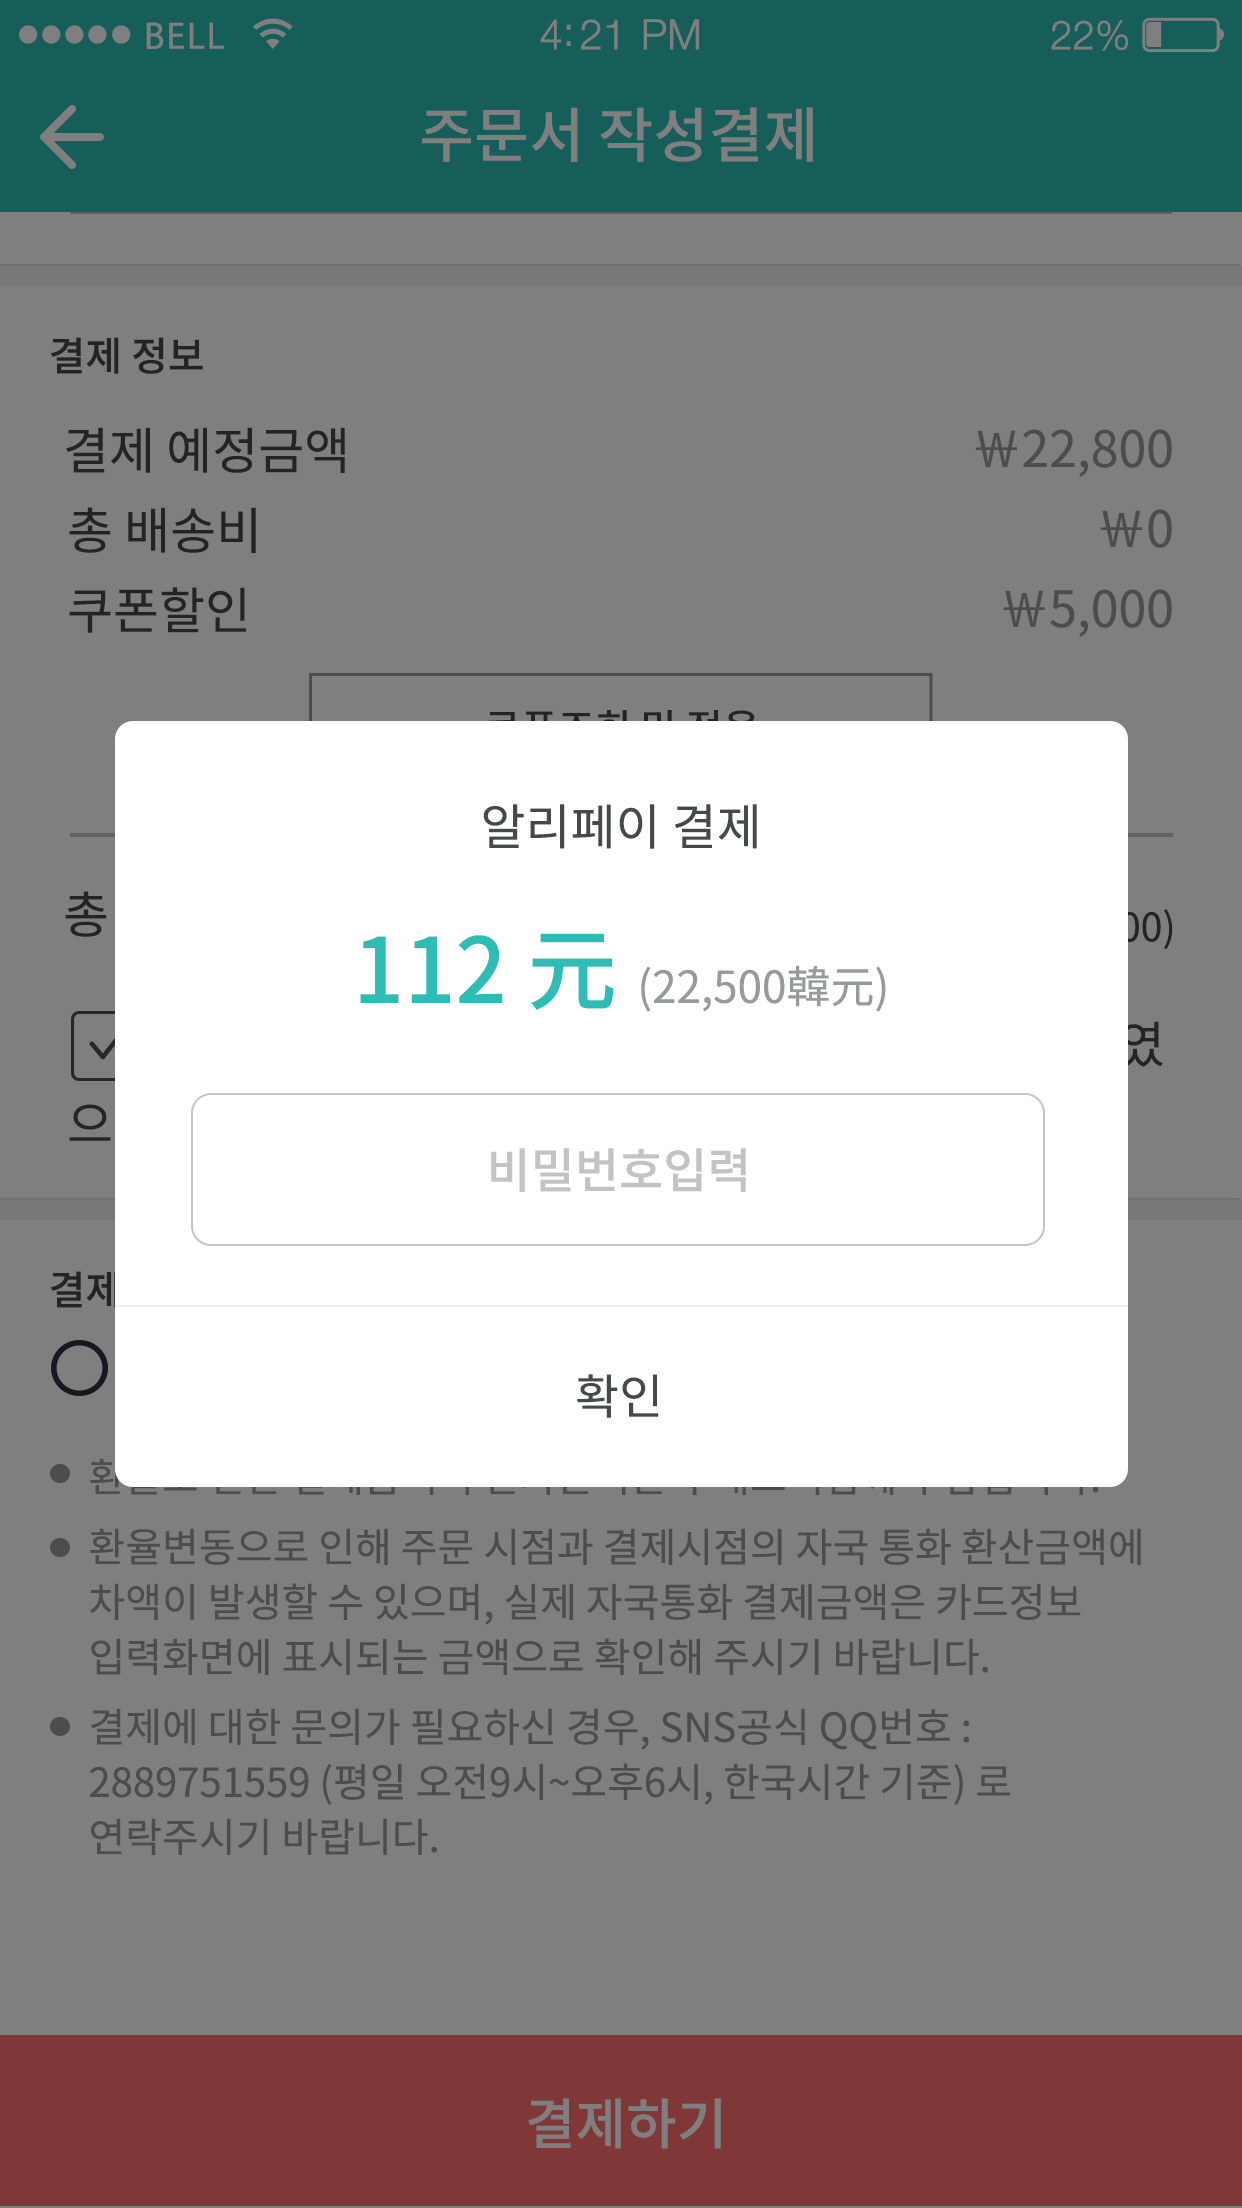 BELL 4:21 PM 22%
주문서 작성결제
결제 정보
결제 예정금액 ₩22,800
총 배송비 ₩0
쿠폰할인 ₩5,000
알리페이 결제
총 00)
112 元 (22,500韓元)
였
으
비밀번호입력
결제
확인
환율변동으로 인해 주문 시점과 결제시점의 자국 통화 환산금액에
차액이 발생할 수 있으며, 실제 자국통화 결제금액은 카드정보
입력화면에 표시되는 금액으로 확인해 주시기 바랍니다.
결제에 대한 문의가 필요하신 경우, SNS공식 QQ번호 :
2889751559 (평일 오전9시~오후6시, 한국시간 기준) 로
연락주시기 바랍니다.
결제하기